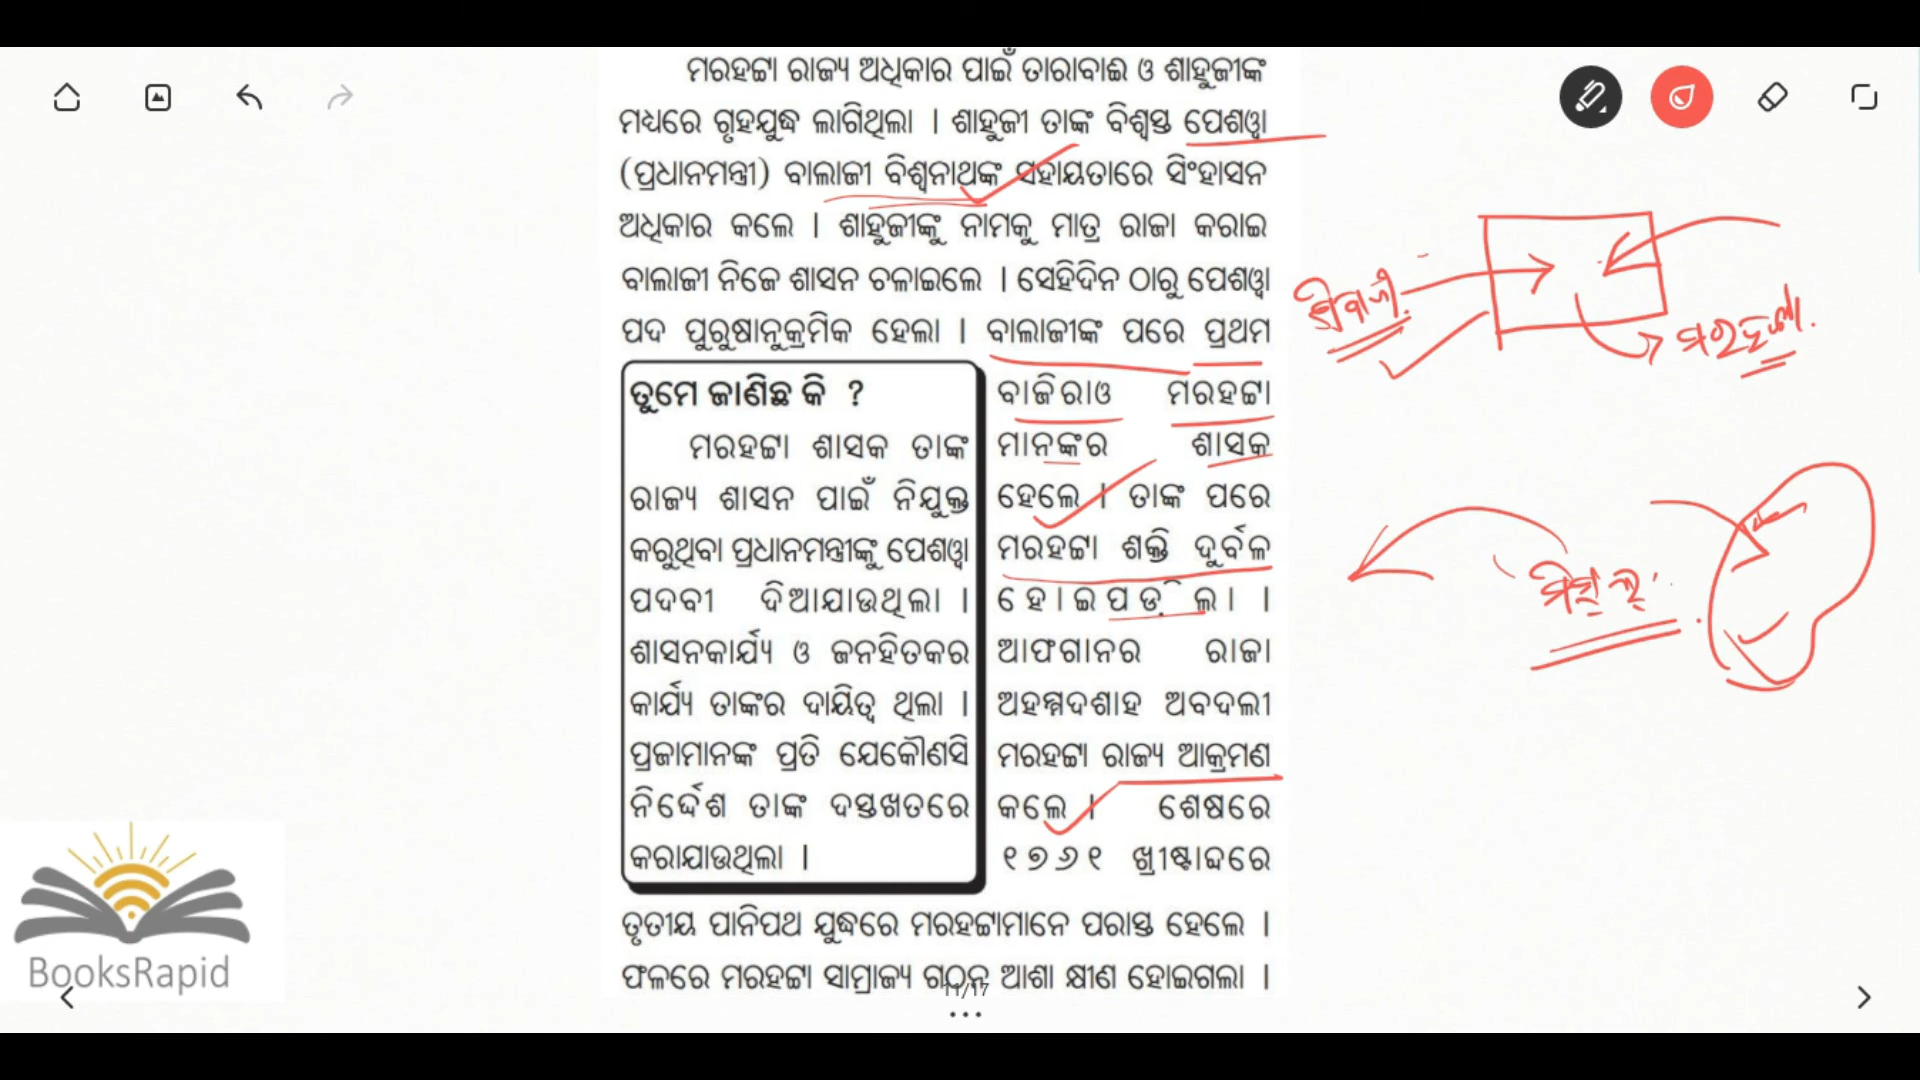 ମରହଟ୍ଟା ରାଜ୍ୟ ଅଧିକାର ପାଇଁ ତାରାବାଈ ଓ ଶାହୁଜୀଙ୍କ
ମଧ୍ୟରେ ଗୃହଯୁଦ୍ଧ ଲାଗିଥିଲା । ଶାହୁଜୀ ତାଙ୍କ ବିଶ୍ୱସ୍ତ ପେଶୱା
(ପ୍ରଧାନମନ୍ତ୍ରୀ) ବାଲାଜୀ ବିଶ୍ୱନାଥଙ୍କ ସହାୟତାରେ ସିଂହାସନ
ଅଧିକାର କଲେ । ଶାହୁଜୀଙ୍କୁ ନାମକୁ ମାତ୍ର ରାଜା କରାଇ
ବାଲାଜୀ ନିଜେ ଶାସନ ଚଳାଇଲେ । ସେହିଦିନ ଠାରୁ ପେଶୱା
ପଦ ପୁରୁଷାନୁକ୍ରମିକ ହେଲା । ବାଲାଜୀଙ୍କ ପରେ ପ୍ରଥମ
ବାଜିରାଓ ମରହଟ୍ଟା
ମାନଙ୍କର ଶାସକ
ହେଲେ । ତାଙ୍କ ପରେ
ମରହଟ୍ଟା ଶକ୍ତି ଦୁର୍ବଳ
ହୋଇପଡ଼ିଲା ।
ଆଫଗାନର ରାଜା
ଅହମ୍ମଦଶାହ ଅବଦଲୀ
ମରହଟ୍ଟା ରାଜ୍ୟ ଆକ୍ରମଣ
କଲେ । ଶେଷରେ
୧୭୬୧ ଖ୍ରୀଷ୍ଟାବ୍ଦରେ
ତୁମେ ଜାଣିଛ କି ?
ମରହଟ୍ଟା ଶାସକ ତାଙ୍କ
ରାଜ୍ୟ ଶାସନ ପାଇଁ ନିଯୁକ୍ତ
କରୁଥିବା ପ୍ରଧାନମନ୍ତ୍ରୀଙ୍କୁ ପେଶୱା
ପଦବୀ ଦିଆଯାଉଥିଲା ।
ଶାସନକାର୍ଯ୍ୟ ଓ ଜନହିତକର
କାର୍ଯ୍ୟ ତାଙ୍କର ଦାୟିତ୍ୱ ଥିଲା ।
ପ୍ରଜାମାନଙ୍କ ପ୍ରତି ଯେକୌଣସି
ନିର୍ଦ୍ଦେଶ ତାଙ୍କ ଦସ୍ତଖତରେ
କରାଯାଉଥିଲା ।
ତୃତୀୟ ପାନିପଥ ଯୁଦ୍ଧରେ ମରହଟ୍ଟାମାନେ ପରାସ୍ତ ହେଲେ ।
ଫଳରେ ମରହଟ୍ଟା ସାମ୍ରାଜ୍ୟ ଗଠନ ଆଶା କ୍ଷୀଣ ହୋଇଗଲା ।
11/17
ଶିବାଜୀ
BooksRapid